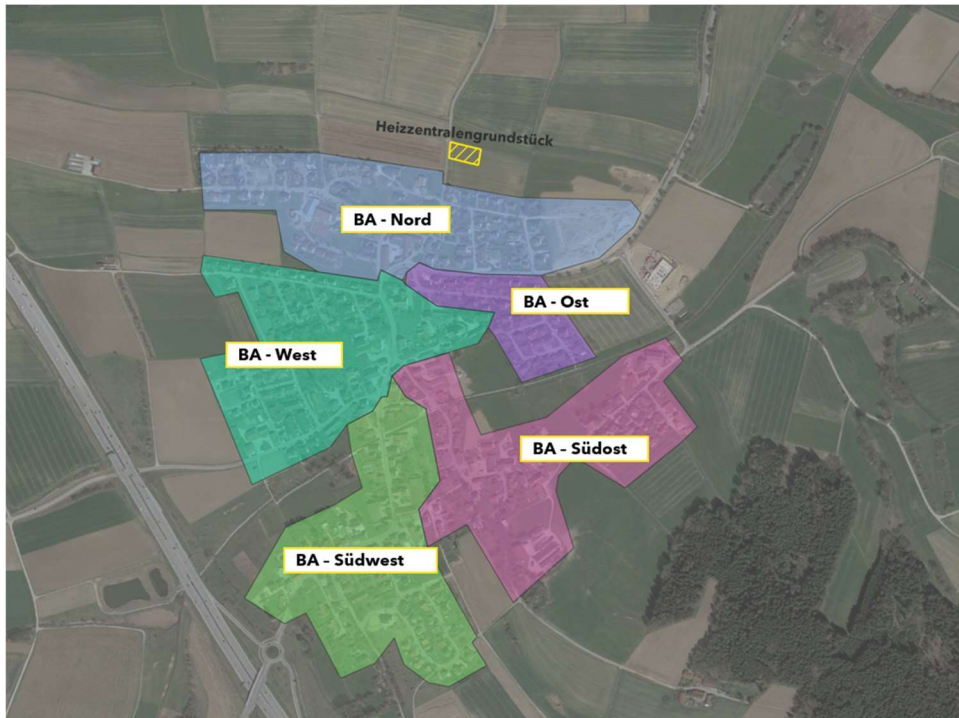 Heizzentralengrundstück
BA - Nord
BA - Ost
BA - West
BA – Südost
BA – Südwest